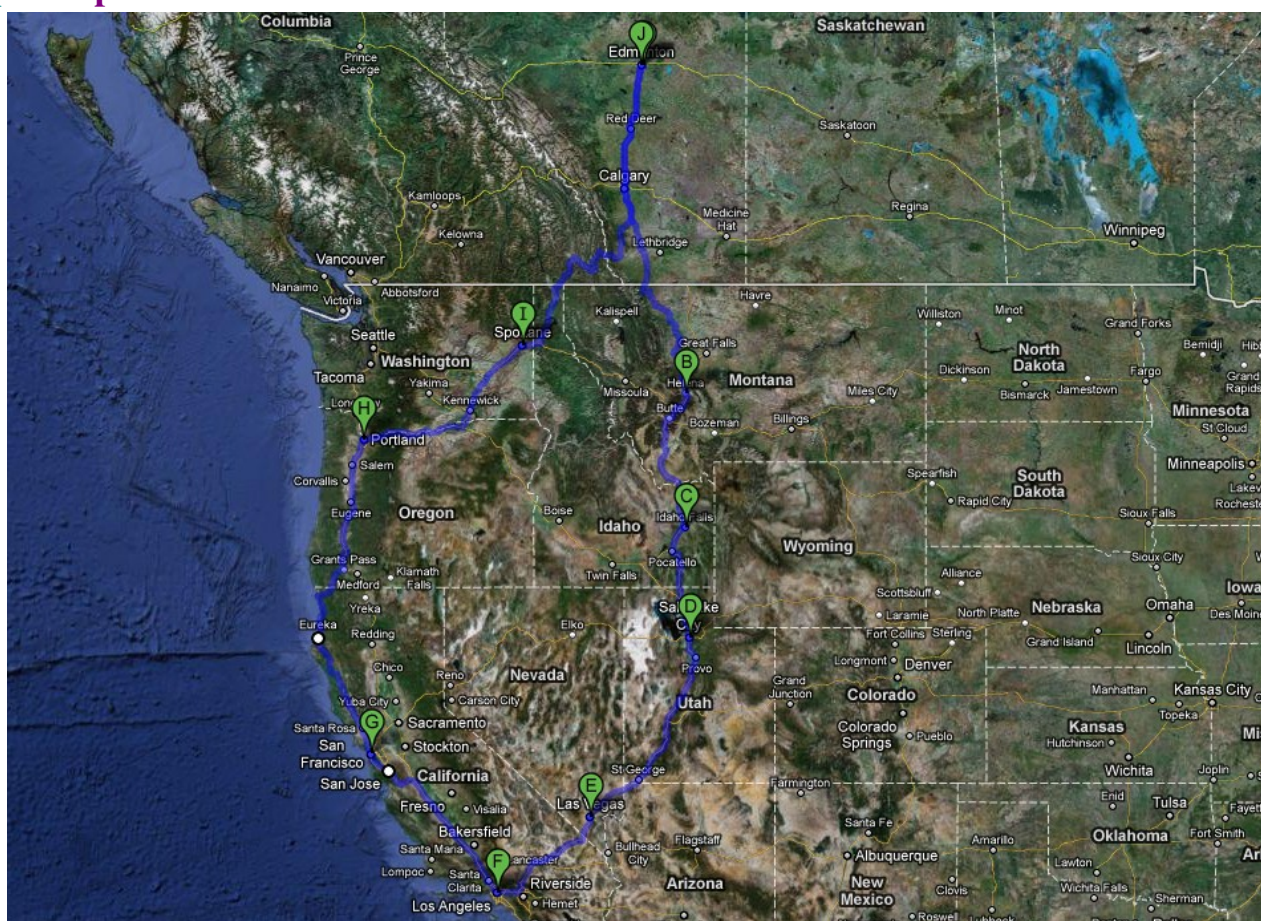 Columbia
Saskatchewan
Prince
George
J
Edmonton
Red Deer
Saskatoon
Calgary
Kamloops
Medicine
Hat
Regina
Kelowna
Lethbridge
Winnipeg
Vancouver
Nanaimo
Abbotsford
Victoria
Havre
I
Kalispell
Williston
Minot
Grand Forks
Spokane
Seattle
Great Falls
Washington
North
Dakota
Bemidji
Tacoma
B
Helena
Montana
Dickinson
Jamestown
Fargo
Grand
Rapids
Yakima
Missoula
Miles City
Bismarck
Kennewick
H
Butte
Billings
Minnesota
Bozeman
St Cloud
Portland
Salem
Spearfish
South
Dakota
Minneapolis
Corvallis
C
Rapid City
Eugene
Oregon
Boise
Idaho
Idaho Falls
Sioux Falls
Wyoming
Grants Pass
Pocatello
Sioux City
Medford
Klamath
Falls
Twin Falls
Alliance
Yreka
D
Scottsbluff
Iowa
Eureka
Salt Lake
City
Laramie
North Platte
Nebraska
Omaha
Redding
Elko
Fort Collins
Sterling
Grand Island
Lincoln
Chico
Provo
Longmont
Denver
Reno
Nevada
Grand
Junction
Yuba City
Carson City
Utah
Colorado
Manhattan
Kansas City
Santa Rosa
G
Sacramento
Topeka
San
Francisco
Stockton
Colorado
Springs
Pueblo
Kansas
Hutchinson
San Jose
California
St George
Wichita
E
Farmington
Joplin
Fresno
Visalia
Las Vegas
Enid
Tulsa
Bakersfield
Santa Fe
Fort Smith
Santa Maria
F
Lancaster
Bullhead
City
Flagstaff
Amarillo
Oklahoma
Lompoc
Santa
Clarita
Riverside
Albuquerque
Lawton
Los Angeles
Hemet
Arizona
New
Mexico
Clovis
Wichita Falls
Sherman
Roswell
Lubbock